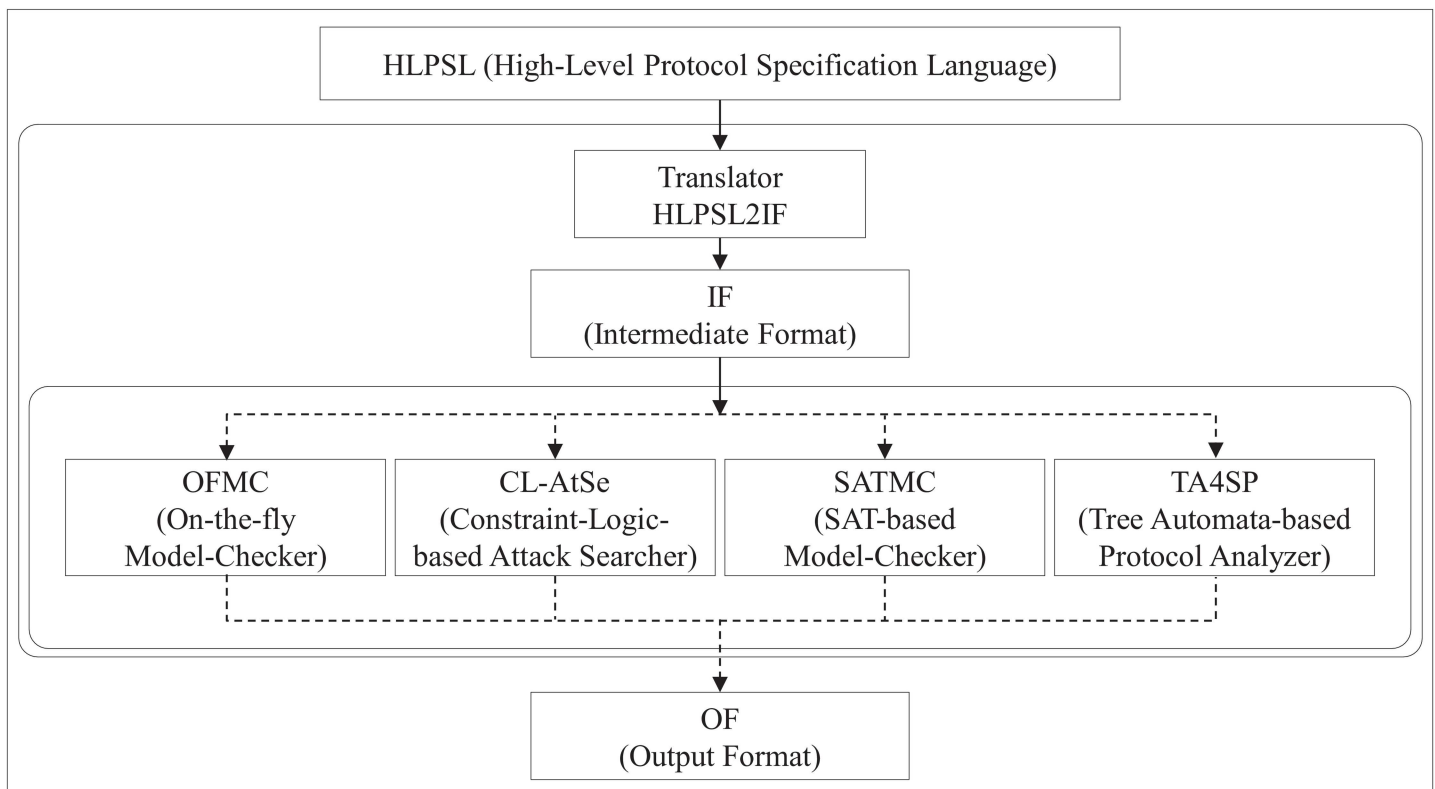 HLPSL (High-Level Protocol Specification Language)
Translator
HLPSL2IF
IF
(Intermediate Format)
OFMC
(On-the-fly
Model-Checker)
CL-AtSe
(Constraint-Logic-
based Attack Searcher)
SATMC
(SAT-based
Model-Checker)
TA4SP
(Tree Automata-based
Protocol Analyzer)
OF
(Output Format)